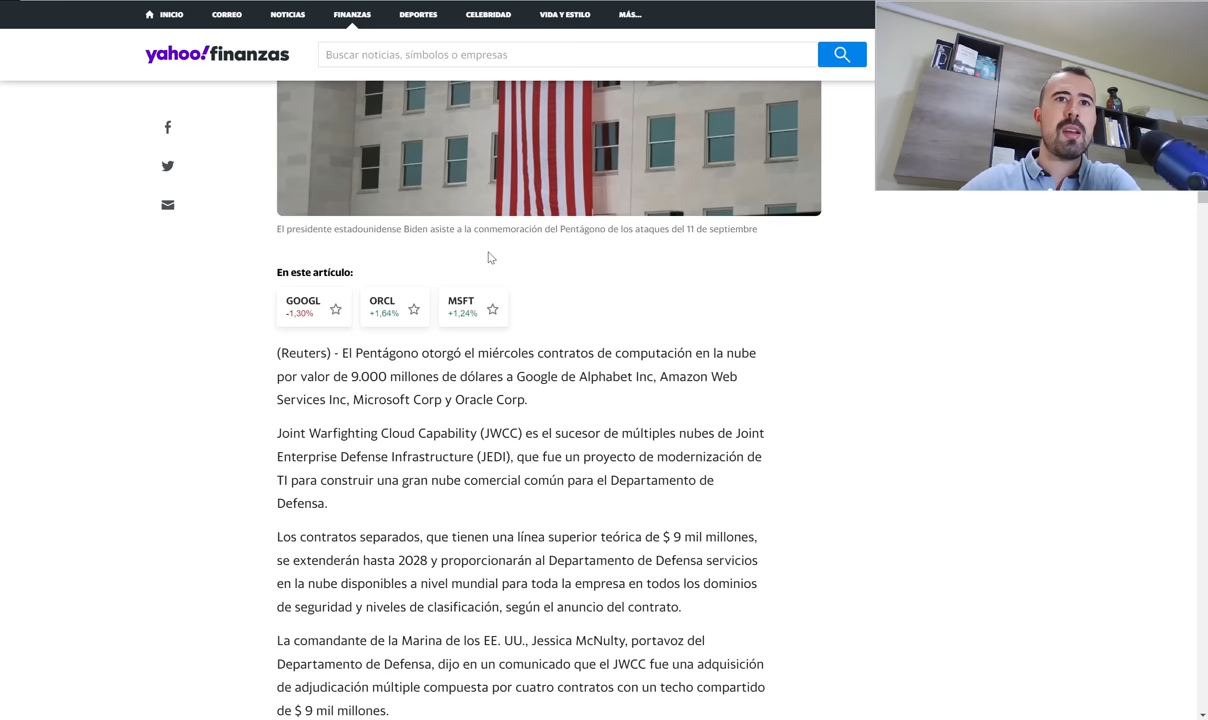 INICIO CORREO NOTICIAS FINANZAS DEPORTES CELEBRIDAD VIDA Y ESTILO MÁS...
yahoo!finanzas
Buscar noticias, símbolos o empresas
El presidente estadounidense Biden asiste a la conmemoración del Pentágono de los ataques del 11 de septiembre
En este artículo:
GOOGL ORCL MSFT
-1,30% +1,64% +1,24%
(Reuters) - El Pentágono otorgó el miércoles contratos de computación en la nube
por valor de 9.000 millones de dólares a Google de Alphabet Inc, Amazon Web
Services Inc, Microsoft Corp y Oracle Corp.
Joint Warfighting Cloud Capability (JWCC) es el sucesor de múltiples nubes de Joint
Enterprise Defense Infrastructure (JEDI), que fue un proyecto de modernización de
TI para construir una gran nube comercial común para el Departamento de
Defensa.
Los contratos separados, que tienen una línea superior teórica de $ 9 mil millones,
se extenderán hasta 2028 y proporcionarán al Departamento de Defensa servicios
en la nube disponibles a nivel mundial para toda la empresa en todos los dominios
de seguridad y niveles de clasificación, según el anuncio del contrato.
La comandante de la Marina de los EE. UU., Jessica McNulty, portavoz del
Departamento de Defensa, dijo en un comunicado que el JWCC fue una adquisición
de adjudicación múltiple compuesta por cuatro contratos con un techo compartido
de $ 9 mil millones.